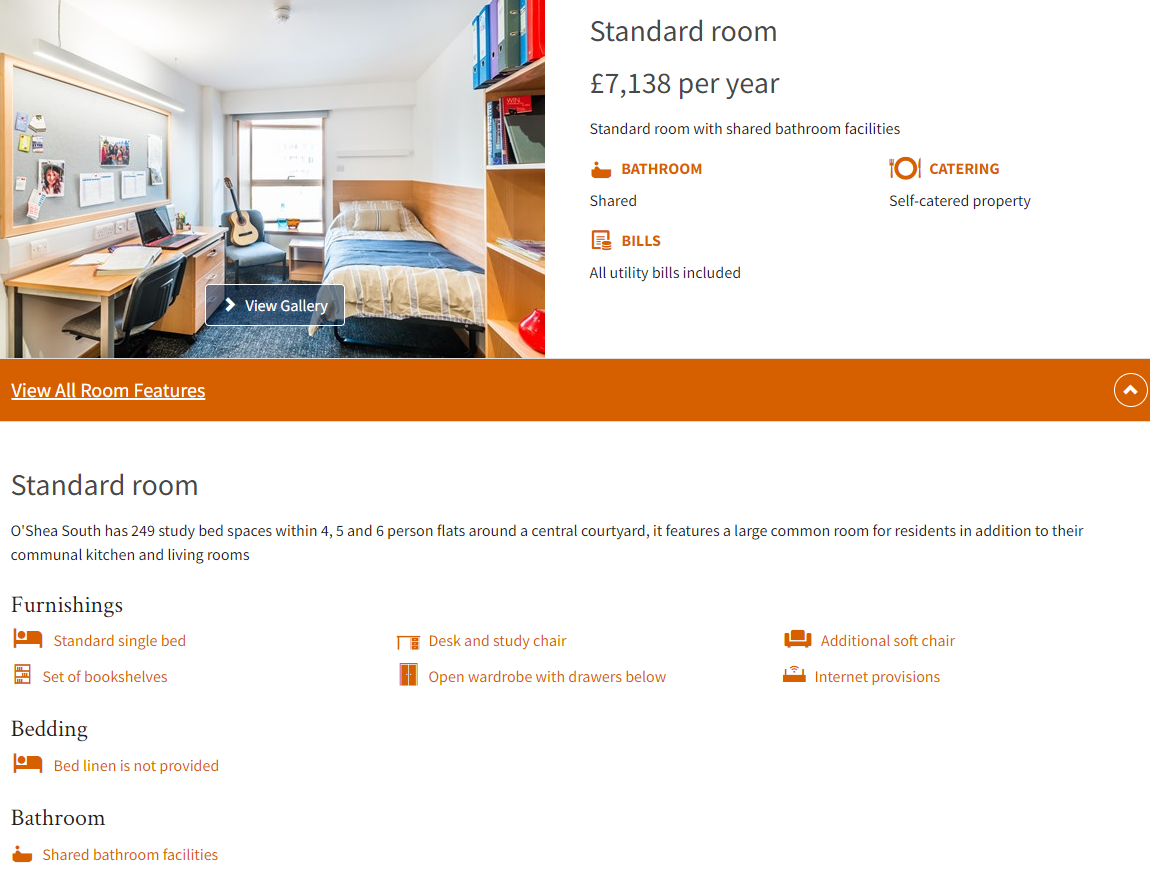 Standard room
£7,138 per year
Standard room with shared bathroom facilities
BATHROOM
Shared
CATERING
Self-catered property
BILLS
All utility bills included
WIN
View Gallery
View All Room Features
Standard room
O'Shea South has 249 study bed spaces within 4, 5 and 6 person flats around a central courtyard, it features a large common room for residents in addition to their
communal kitchen and living rooms
Furnishings
Standard single bed
Desk and study chair
Additional soft chair
Set of bookshelves
Open wardrobe with drawers below
Internet provisions
Bedding
Bed linen is not provided
Bathroom
Shared bathroom facilities